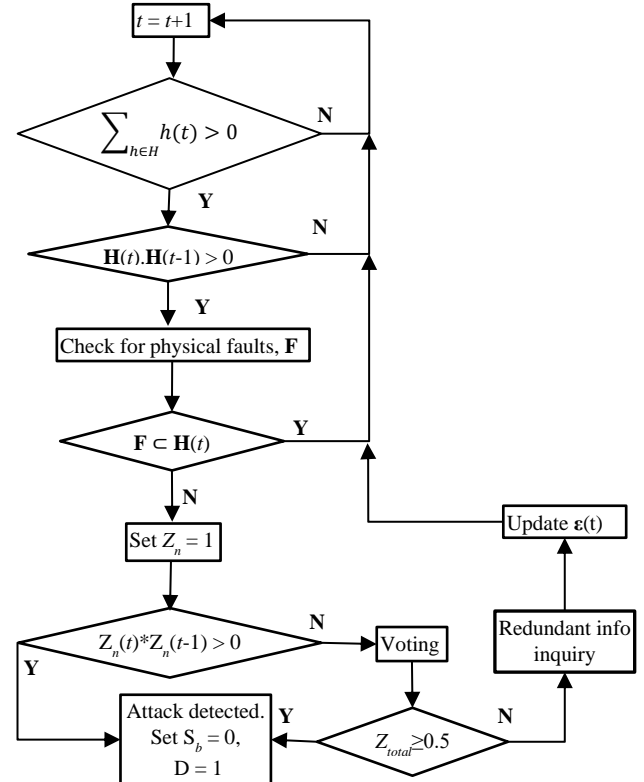 t = t+1
∑h∈H h(t) > 0
N
Y
H(t).H(t-1) > 0
N
Y
Check for physical faults, F
F ⊂ H(t)
Y
N
Set Zn = 1
Update ε(t)
Zn(t)*Zn(t-1) > 0
N
Y
Voting
Redundant info
inquiry
Attack detected.
Set Sb = 0,
D = 1
Y
Ztotal≥0.5
N